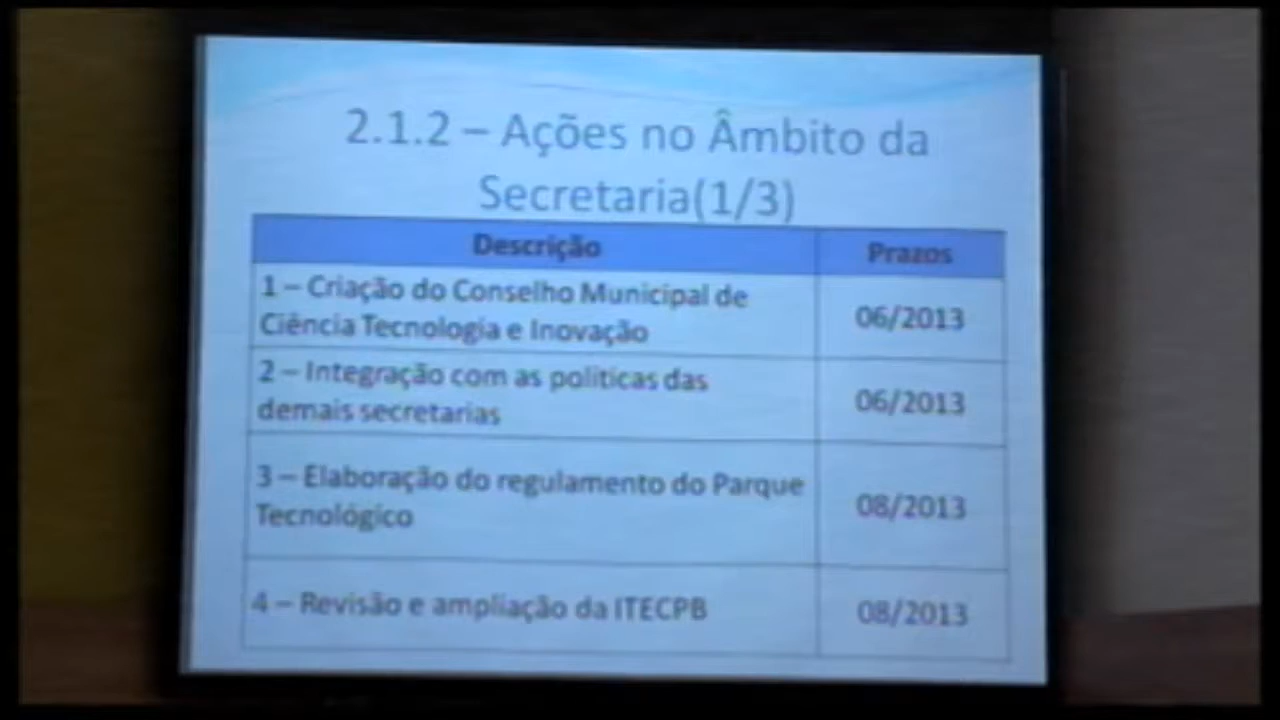 2.1.2 – Ações no Âmbito da
Secretaria(1/3)
Descrição
Prazos
1 – Criação do Conselho Municipal de
Ciência Tecnologia e Inovação
06/2013
2 – Integração com as politicas das
demais secretarias
06/2013
3 – Elaboração do regulamento do Parque
Tecnológico
08/2013
4 – Revisão e ampliação da ITECPB
08/2013